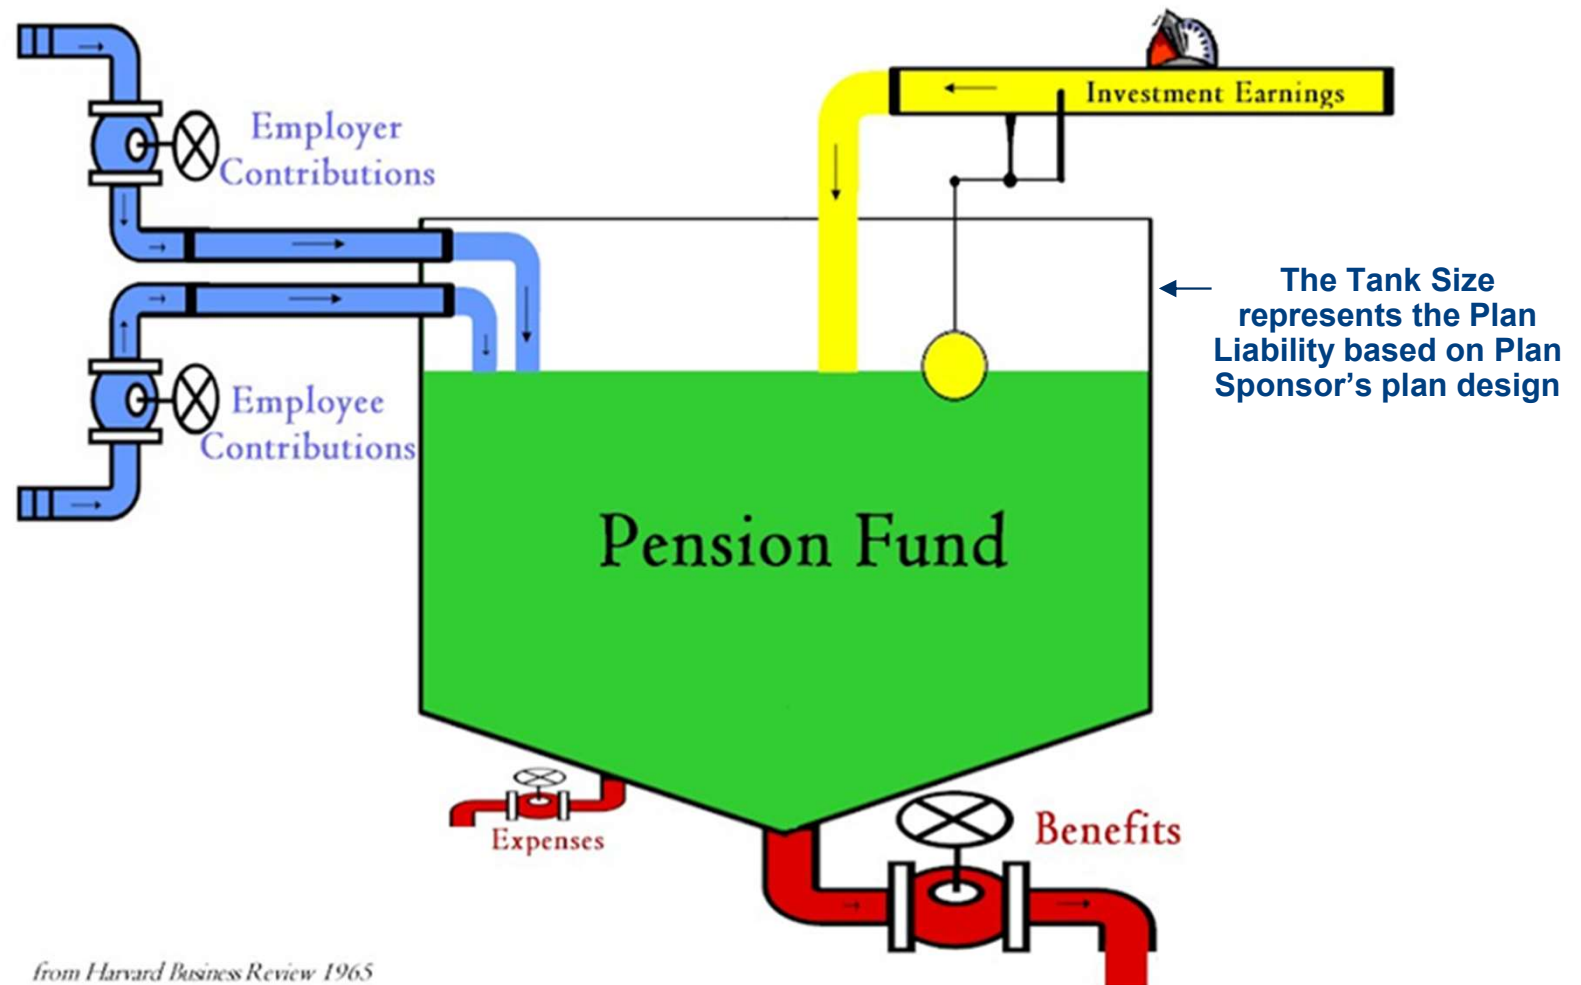 Investment Earnings
Employer
Contributions
The Tank Size
represents the Plan
Liability based on Plan
Sponsor’s plan design
Employee
Contributions
Pension Fund
Expenses
Benefits
from Harvard Business Review 1965